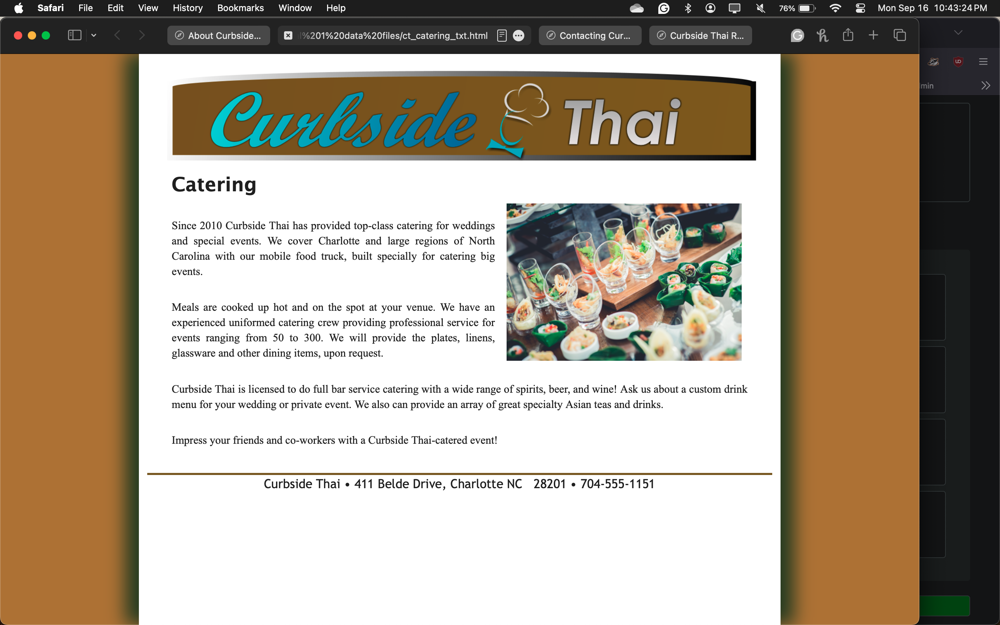 Safari File Edit View History Bookmarks Window Help 76% Mon Sep 16 10:43:24 PM
About Curbside... %201%20data%20files/ct_catering_txt.html Contacting Cur... Curbside Thai R...
min
Curbside Thai
Catering
Since 2010 Curbside Thai has provided top-class catering for weddings
and special events. We cover Charlotte and large regions of North
Carolina with our mobile food truck, built specially for catering big
events.
Meals are cooked up hot and on the spot at your venue. We have an
experienced uniformed catering crew providing professional service for
events ranging from 50 to 300. We will provide the plates, linens,
glassware and other dining items, upon request.
Curbside Thai is licensed to do full bar service catering with a wide range of spirits, beer, and wine! Ask us about a custom drink
menu for your wedding or private event. We also can provide an array of great specialty Asian teas and drinks.
Impress your friends and co-workers with a Curbside Thai-catered event!
Curbside Thai • 411 Belde Drive, Charlotte NC 28201 • 704-555-1151